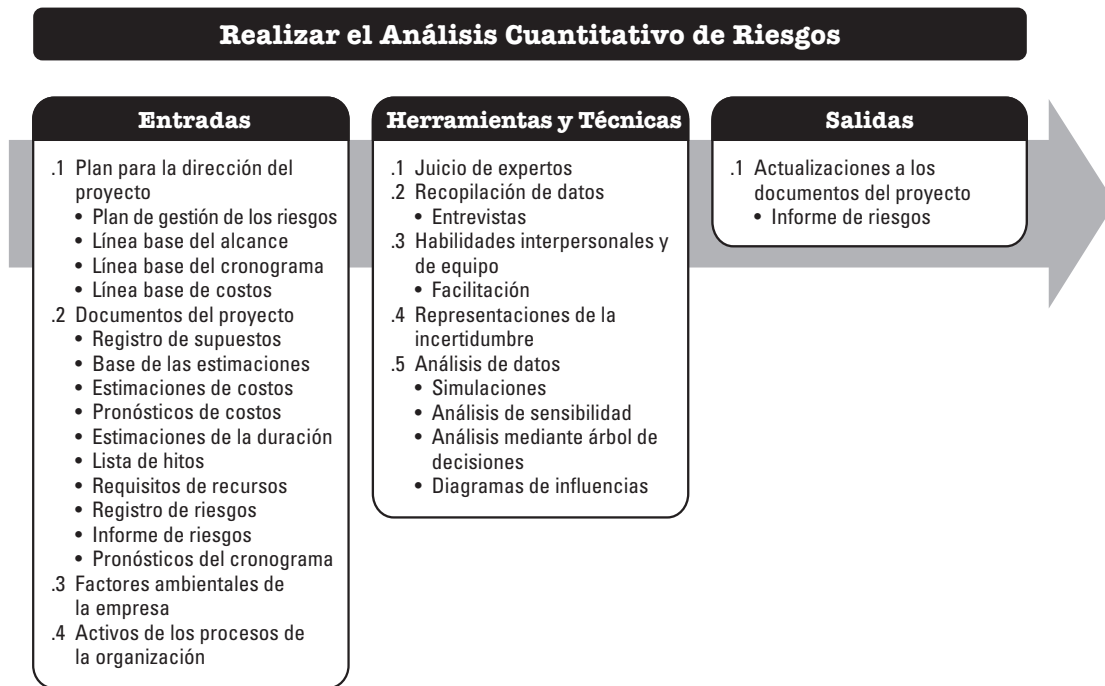 Realizar el Análisis Cuantitativo de Riesgos
Entradas
.1 Plan para la dirección del
proyecto
• Plan de gestión de los riesgos
• Línea base del alcance
• Línea base del cronograma
• Línea base de costos
.2 Documentos del proyecto
• Registro de supuestos
• Base de las estimaciones
• Estimaciones de costos
• Pronósticos de costos
• Estimaciones de la duración
• Lista de hitos
• Requisitos de recursos
• Registro de riesgos
• Informe de riesgos
• Pronósticos del cronograma
.3 Factores ambientales de
la empresa
.4 Activos de los procesos de
la organización
Herramientas y Técnicas
.1 Juicio de expertos
.2 Recopilación de datos
• Entrevistas
.3 Habilidades interpersonales y
de equipo
• Facilitación
.4 Representaciones de la
incertidumbre
.5 Análisis de datos
• Simulaciones
• Análisis de sensibilidad
• Análisis mediante árbol de
decisiones
• Diagramas de influencias
Salidas
.1 Actualizaciones a los
documentos del proyecto
• Informe de riesgos